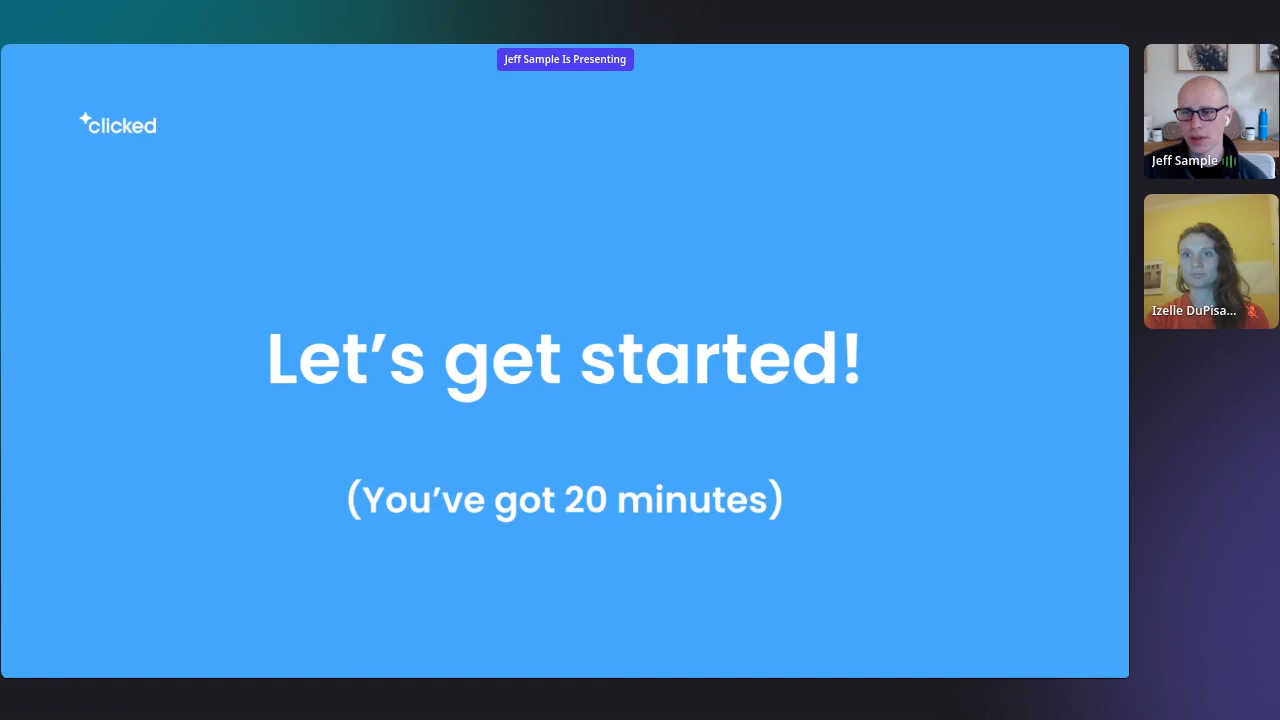 Jeff Sample Is Presenting
clicked
Let’s get started!
(You’ve got 20 minutes)
Jeff Sample
Izelle DuPisa...